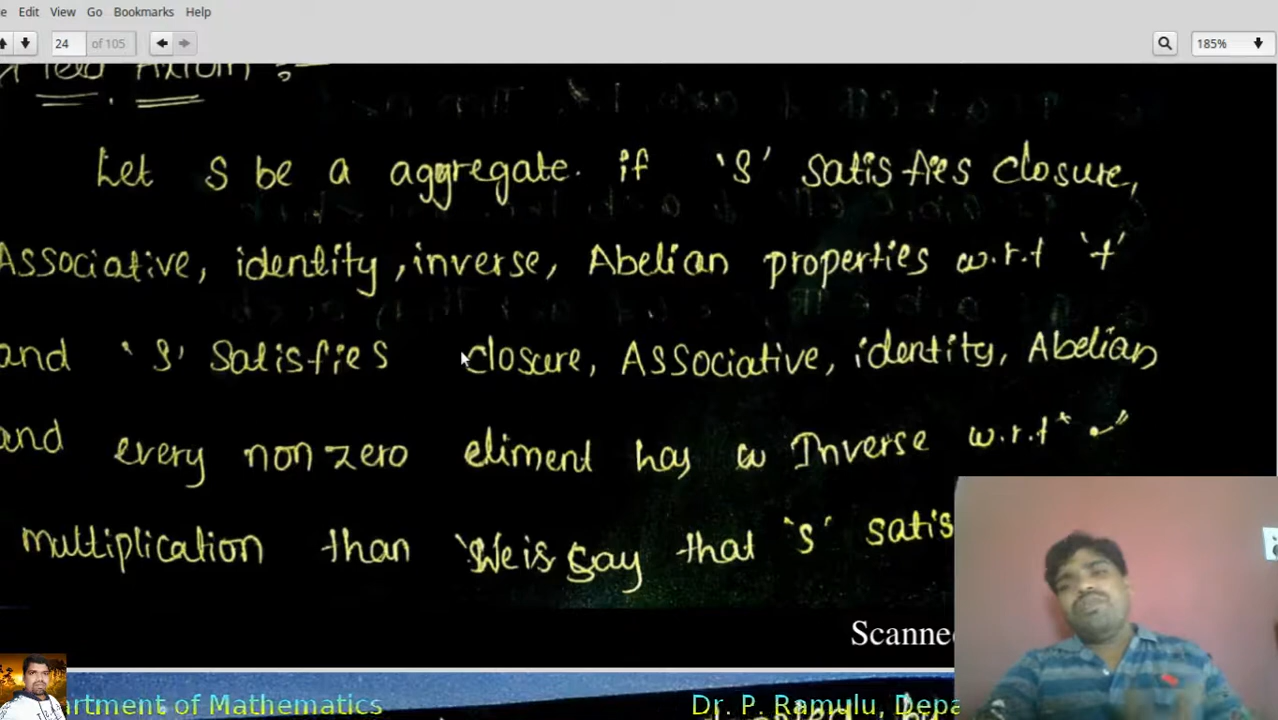 Edit View Go Bookmarks Help
24 of 105
185%
Axiom :-
Let S be a aggregate. if 'S' satisfies closure,
Associative, identity, inverse, Abelian properties w.r.t '+'
and 'S' satisfies closure, Associative, identity, Abelian
and every non zero eliment has Inverse w.r.t
multiplication than say that 's' satis
Scanne
artment of Mathematics
Dr. P. Ramulu, Depa